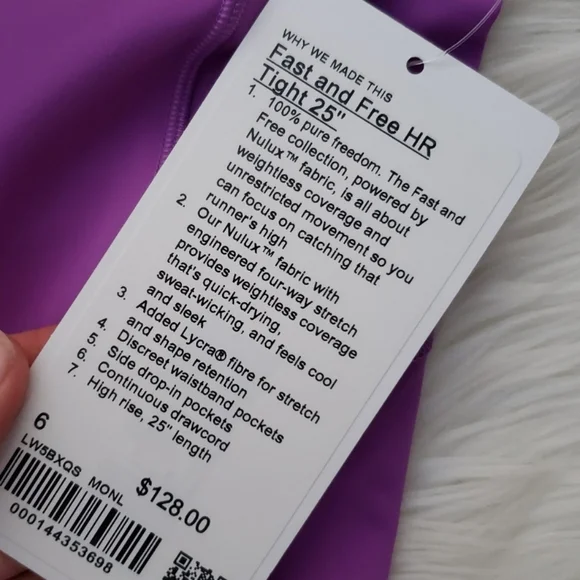 WHY WE MADE THIS
Fast and Free HR
Tight 25"
1. 100% pure freedom. The Fast and
Free collection, powered by
Nulux™ fabric, is all about
weightless coverage and
unrestricted movement so you
can focus on catching that
runner's high
2. Our Nulux™ fabric with
engineered four-way stretch
provides weightless coverage
that's quick-drying,
sweat-wicking, and feels cool
and sleek
3. Added Lycra® fibre for stretch
and shape retention
4. Discreet waistband pockets
5. Side drop-in pockets
6. Continuous drawcord
7. High rise, 25" length
6
LW5BXQS MONL
$128.00
000144353698